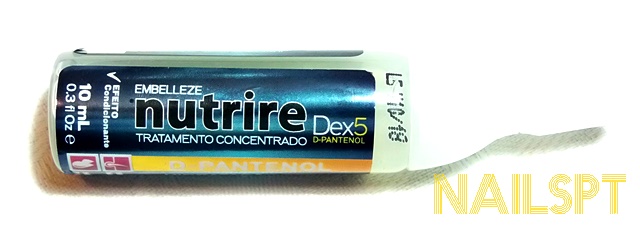 EMBELLEZE
nutrire
Dex5
D-PANTENOL
TRATAMENTO CONCENTRADO
D-PANTENOL
EFEITO
Condicionante
10 mL
0.3 fl Oz e
NAILSPT